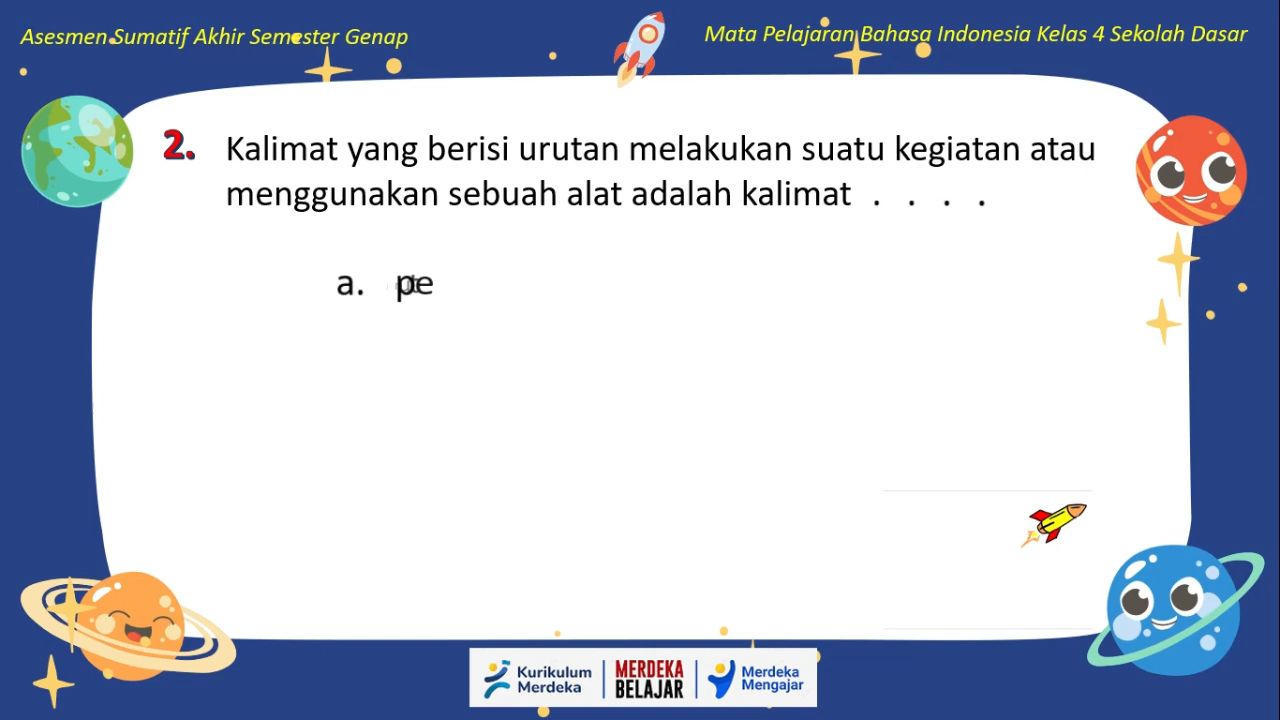 Asesmen Sumatif Akhir Semester Genap
Mata Pelajaran Bahasa Indonesia Kelas 4 Sekolah Dasar
2. Kalimat yang berisi urutan melakukan suatu kegiatan atau
menggunakan sebuah alat adalah kalimat . . . .
a.
Kurikulum
Merdeka
MERDEKA
BELAJAR
Merdeka
Mengajar